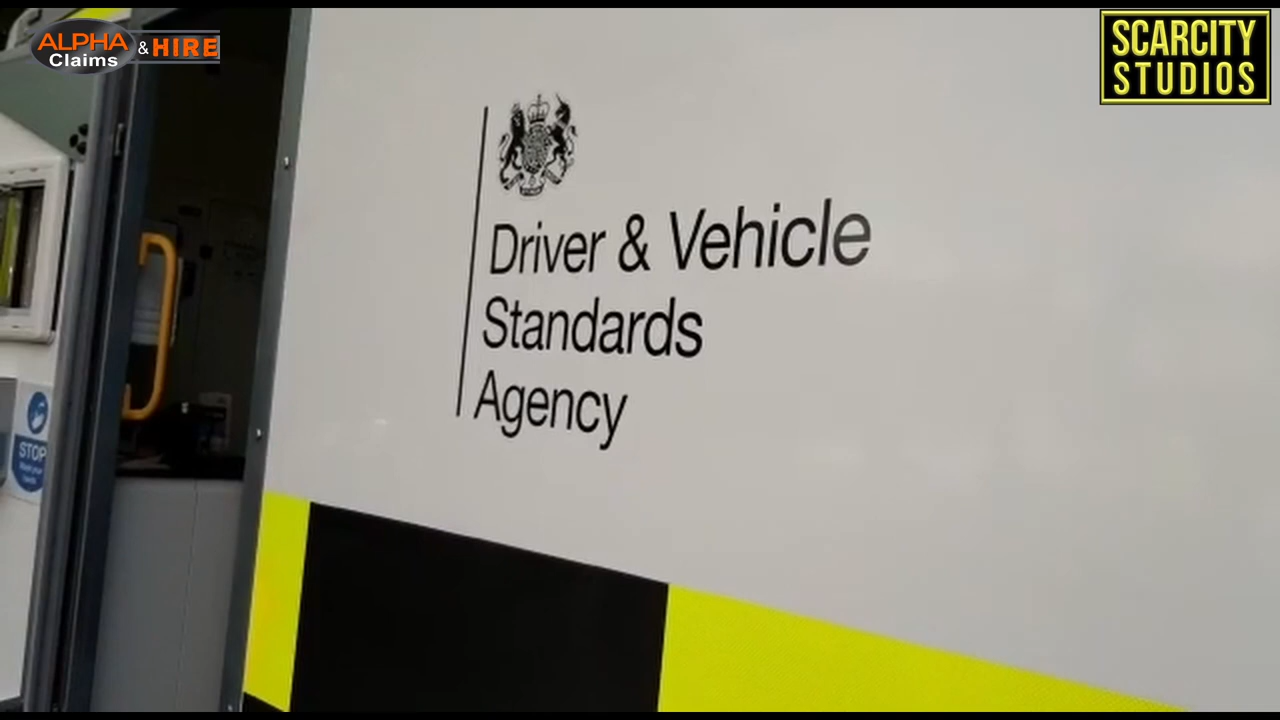 ALPHA
Claims
& HIRE
SCARCITY
STUDIOS
Driver & Vehicle
Standards
Agency
STOP